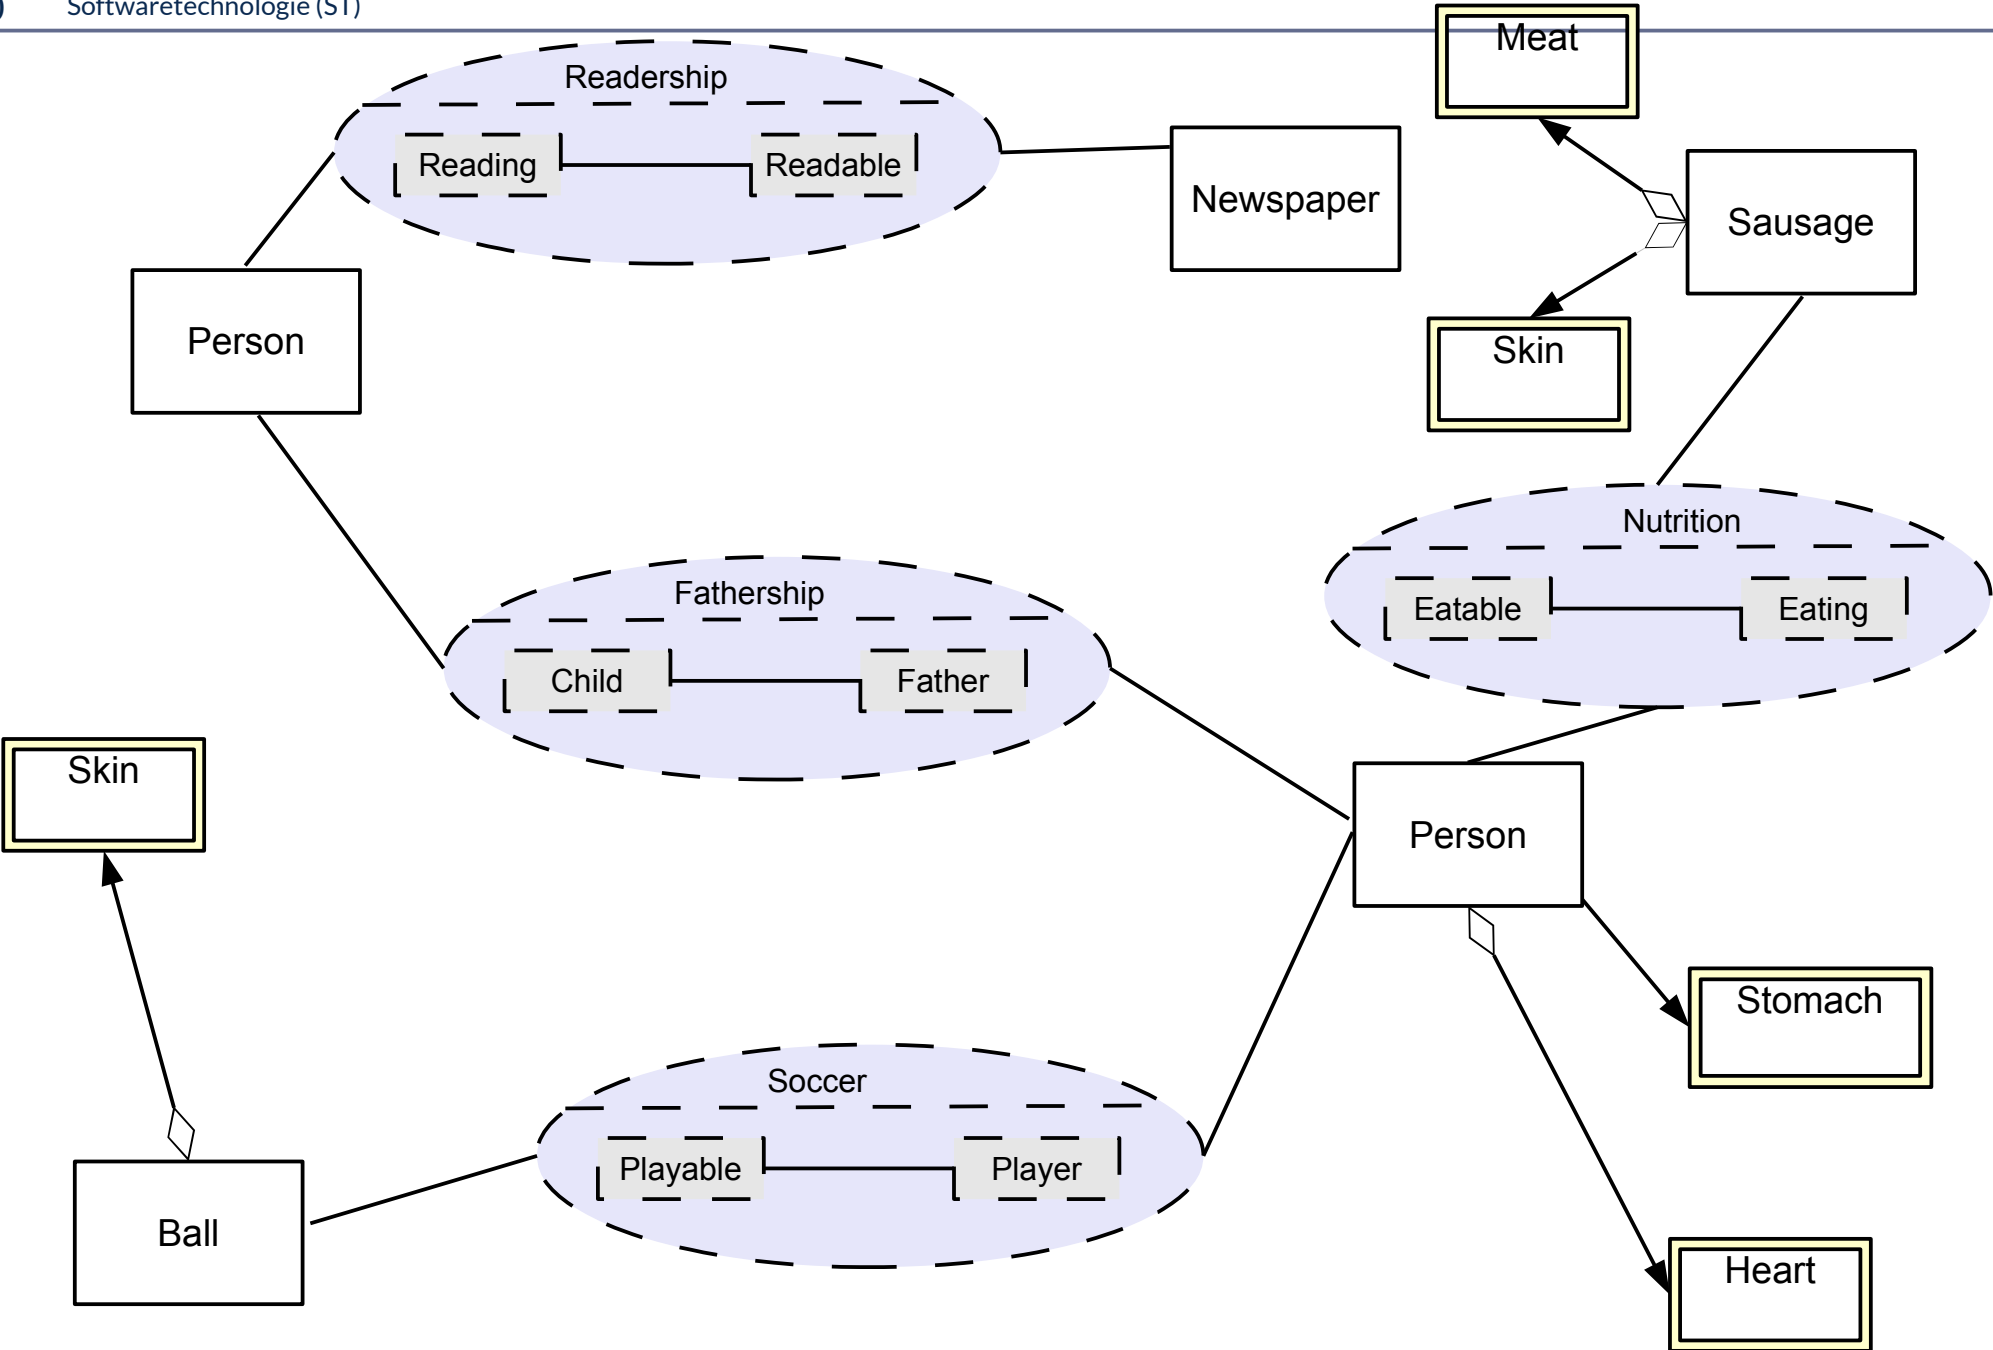 Softwaretechnologie (ST)
Meat
Readership
Reading
Readable
Newspaper
Sausage
Person
Skin
Nutrition
Eatable
Eating
Fathership
Child
Father
Skin
Person
Stomach
Soccer
Playable
Player
Ball
Heart